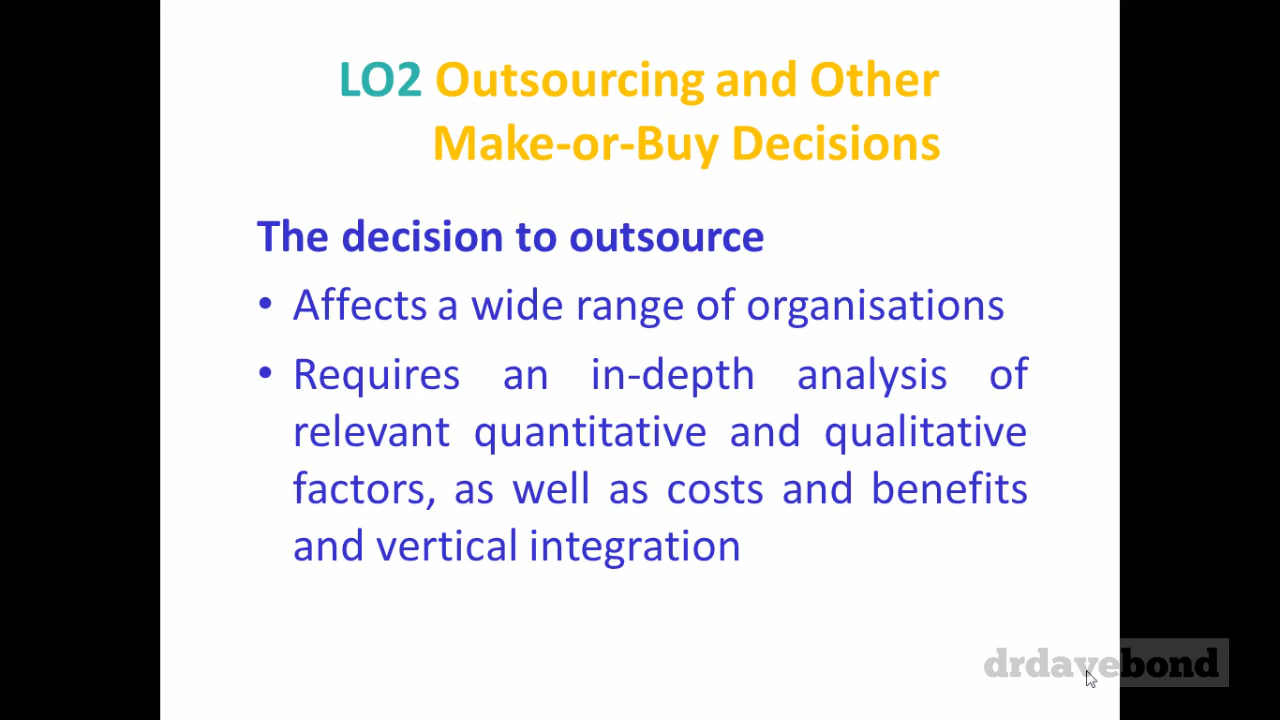 LO2 Outsourcing and Other
Make-or-Buy Decisions
The decision to outsource
• Affects a wide range of organisations
• Requires an in-depth analysis of
relevant quantitative and qualitative
factors, as well as costs and benefits
and vertical integration
drdavebond